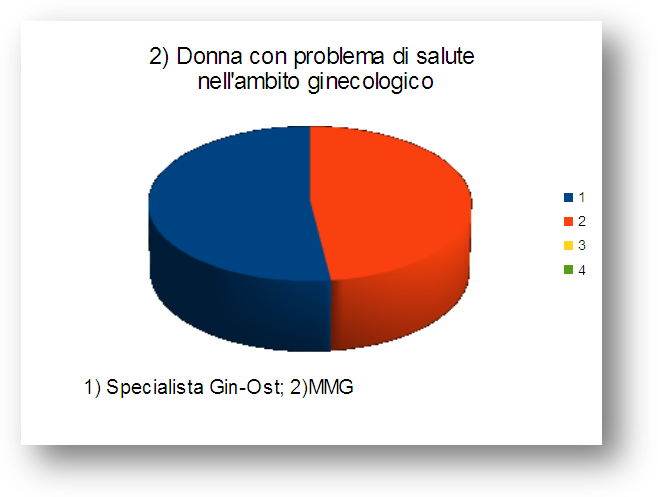 2) Donna con problema di salute
nell'ambito ginecologico
1
2
3
4
1) Specialista Gin-Ost; 2)MMG